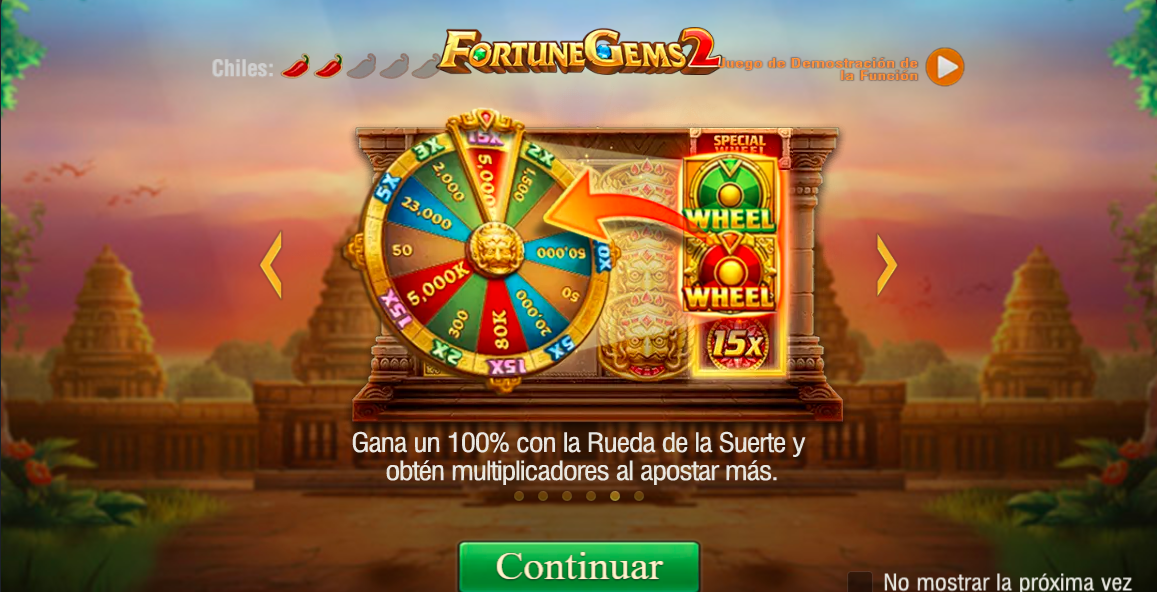 FORTUNE GEMS 2
Chiles:
Juego de Demostración de
la Función
SPECIAL
WHEEL
WHEEL
WHEEL
15X
15X
5,000
2X
1,500
50,000
50
5X
20,000
15X
80K
2X
300
15X
5,000K
50
5X
23,000
3X
2,000
Gana un 100% con la Rueda de la Suerte y
obtén multiplicadores al apostar más.
Continuar
No mostrar la próxima vez